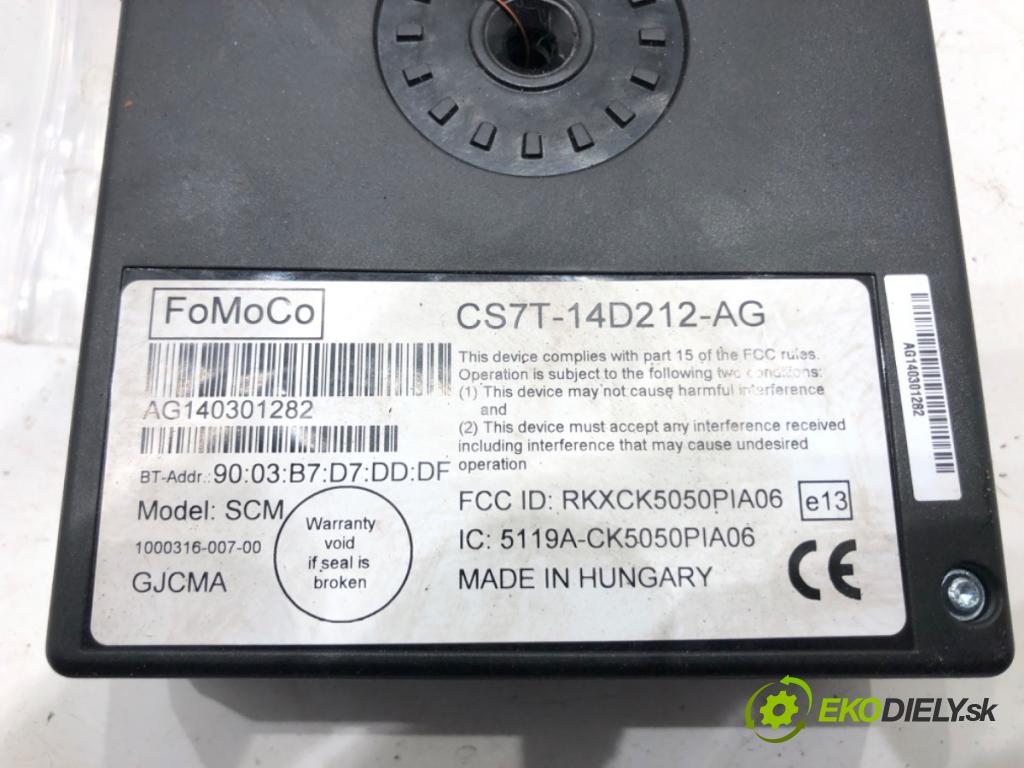 FoMoCo
CS7T-14D212-AG
AG140301282
BT-Addr.: 90:03:B7:D7:DD:DF
Model: SCM
1000316-007-00
GJCMA
Warranty
void
if seal is
broken
This device complies with part 15 of the FCC rules.
Operation is subject to the following two conditions:
(1) This device may not cause harmful interference
and
(2) This device must accept any interference received
including interference that may cause undesired
operation
FCC ID: RKXCK5050PIA06
e13
IC: 5119A-CK5050PIA06
MADE IN HUNGARY
CE
AG140301282
EKODIELY.sk